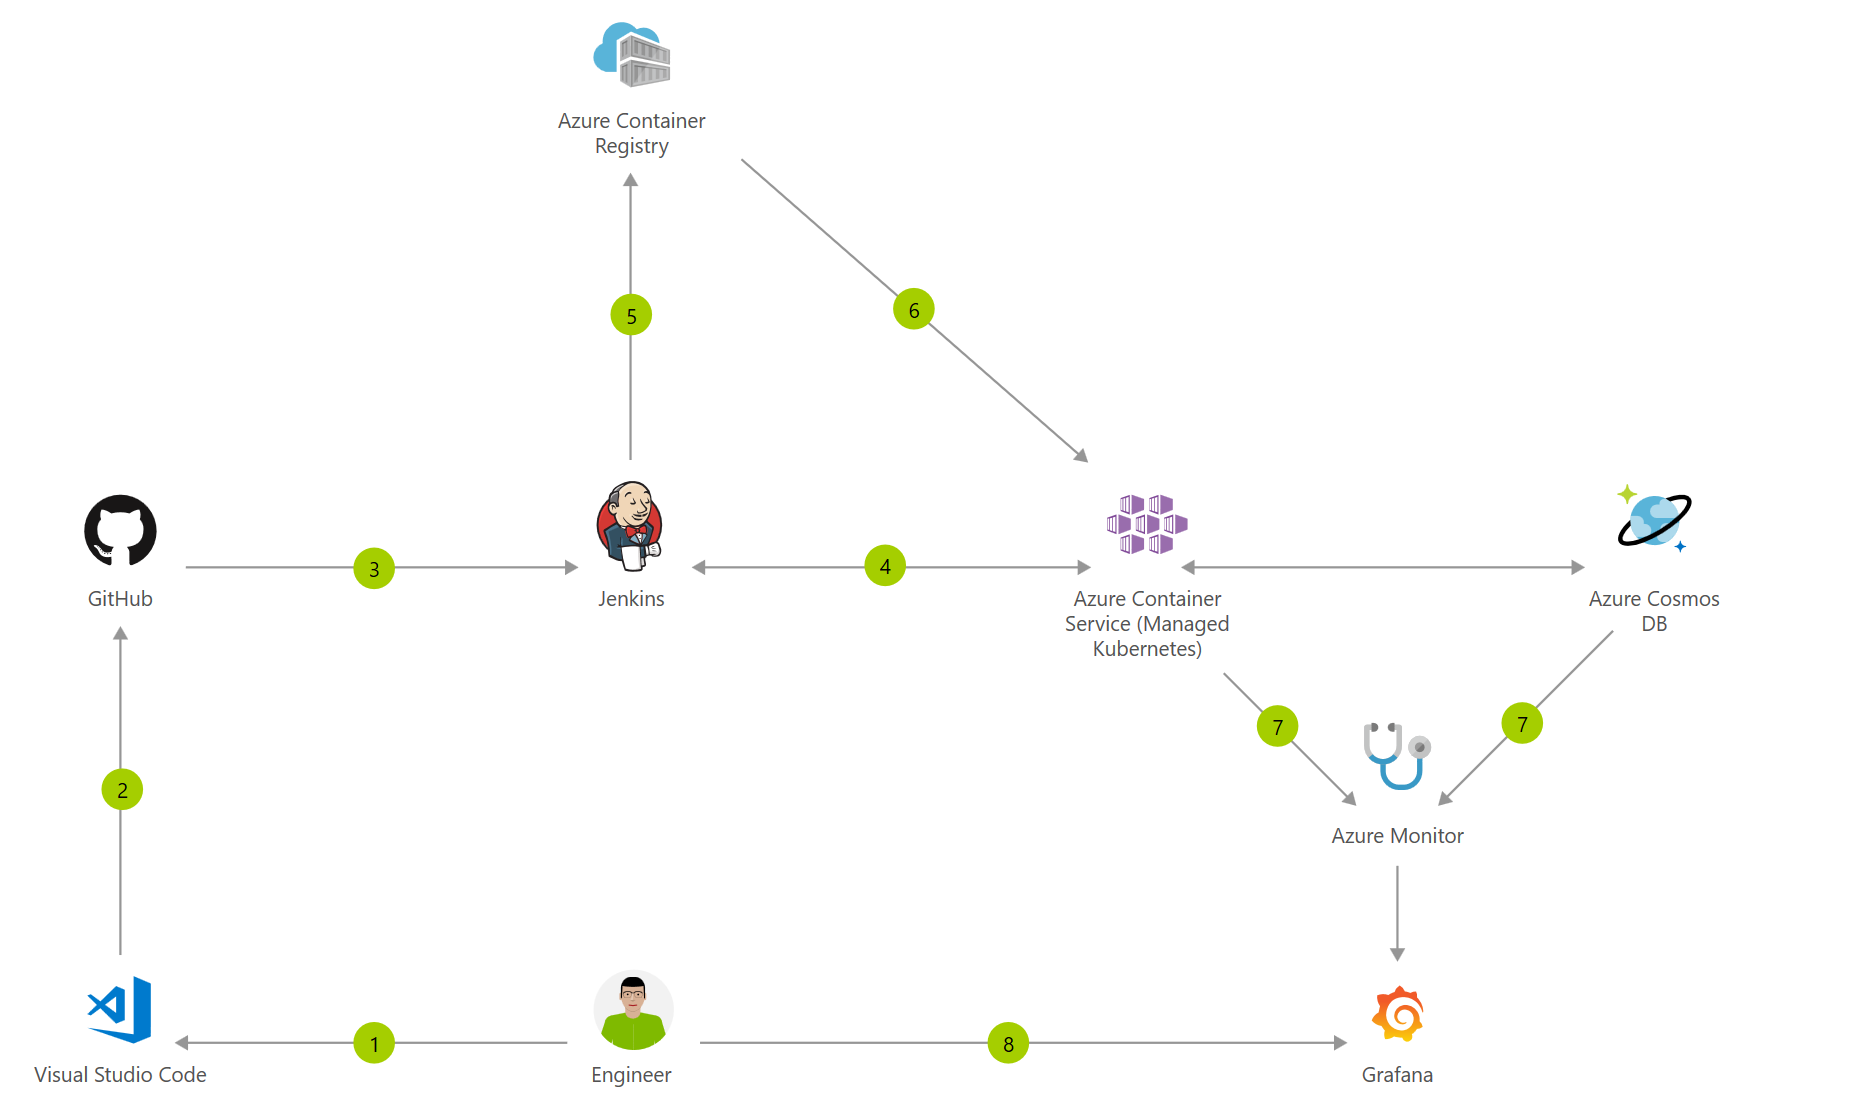 Azure Container
Registry
5
6
GitHub
3
Jenkins
4
Azure Container
Service (Managed
Kubernetes)
Azure Cosmos
DB
7
7
2
Azure Monitor
Visual Studio Code
1
Engineer
8
Grafana